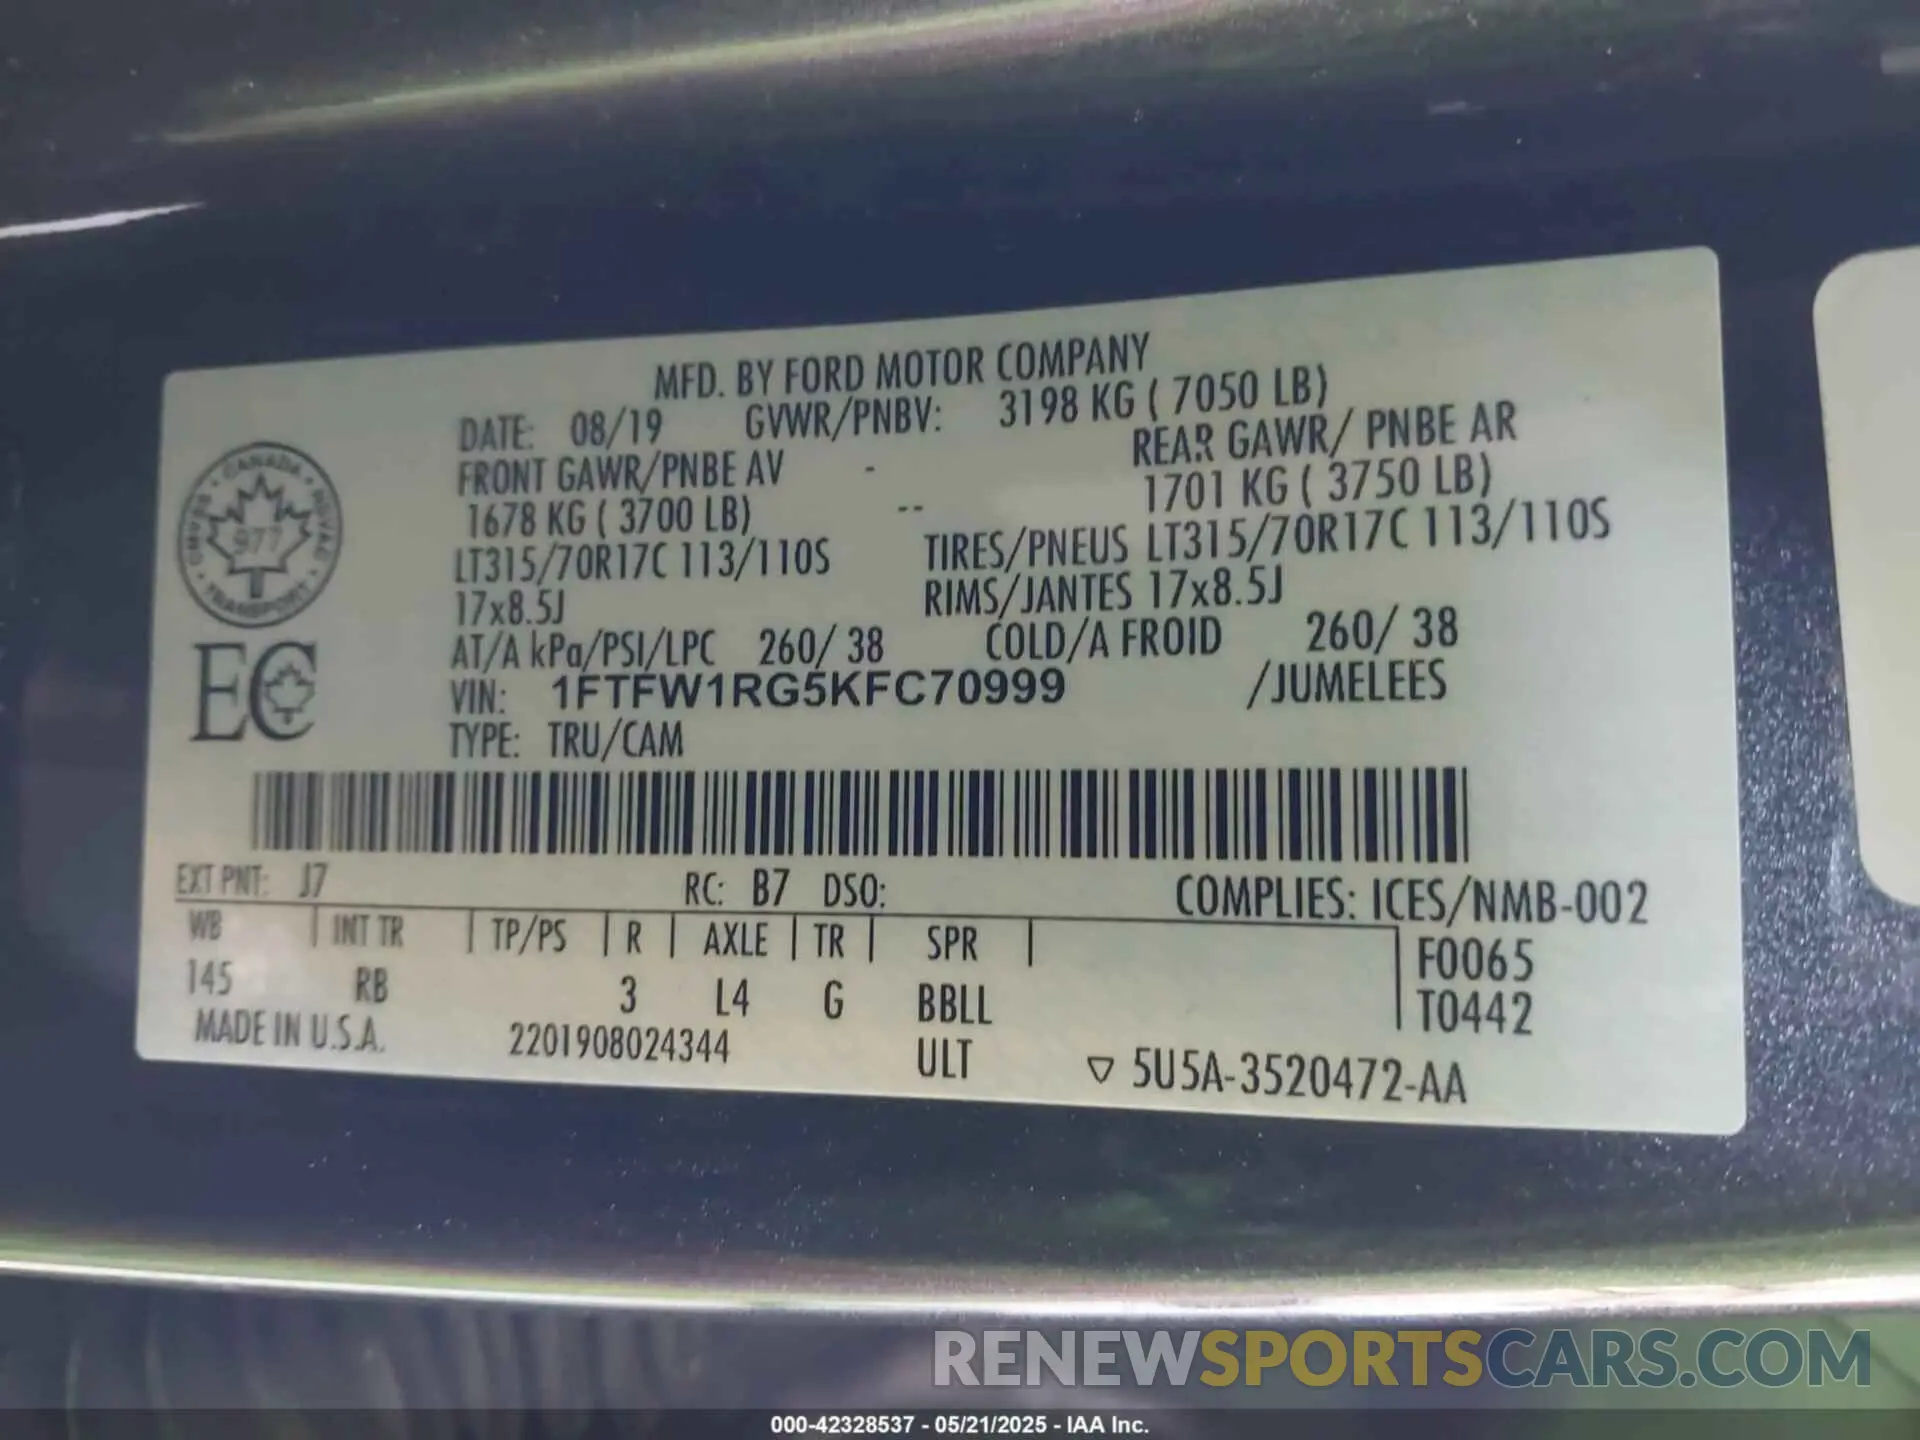 MFD. BY FORD MOTOR COMPANY
DATE: 08/19 GVWR/PNBV: 3198 KG ( 7050 LB)
FRONT GAWR/PNBE AV - REAR GAWR/ PNBE AR
1678 KG ( 3700 LB) -- 1701 KG ( 3750 LB)
LT315/70R17C 113/110S TIRES/PNEUS LT315/70R17C 113/110S
17x8.5J RIMS/JANTES 17x8.5J
AT/A kPa/PSI/LPC 260/ 38 COLD/A FROID 260/ 38
VIN: 1FTFW1RG5KFC70999 /JUMELEES
TYPE: TRU/CAM
CANADA
CMVSS NSVAC
977
TRANSPORT
EC
EXT PNT: J7 RC: B7 DSO: COMPLIES: ICES/NMB-002
WB | INT TR | TP/PS | R | AXLE | TR | SPR | F0065
145 RB 3 L4 G BBLL T0442
MADE IN U.S.A. 2201908024344 ULT ▽ 5U5A-3520472-AA
RENEWSPORTSCARS.COM
000-42328537 - 05/21/2025 - IAA Inc.